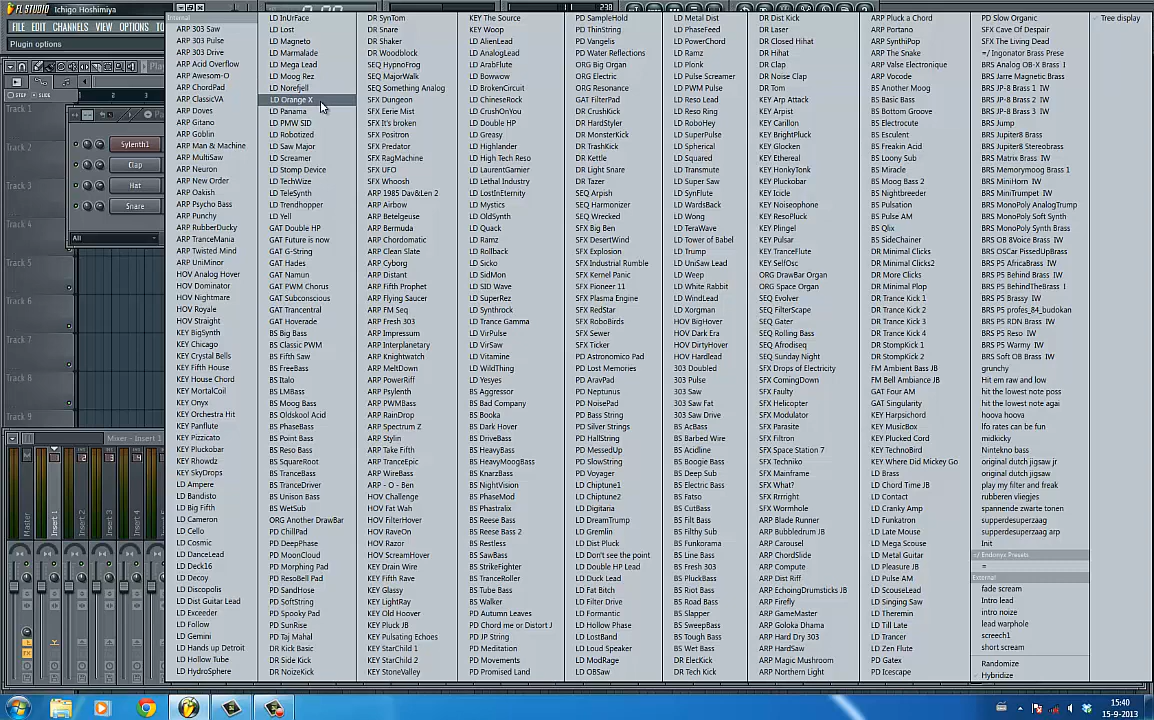 FL STUDIO Ichigo Hoshimiya
FILE EDIT CHANNELS VIEW OPTIONS
Plugin options
STEP SLIDE
Track 1
Track 2
Track 3
Track 4
Track 5
Track 6
Track 7
Track 8
Track 9
Sylenth1
Clap
Hat
Snare
All
Mixer - Insert 1
Master
Insert 1
Internal
ARP 303 Saw
ARP 303 Pulse
ARP 303 Drive
ARP Acid Overflow
ARP Awesom-O
ARP ChordPad
ARP ClassicVA
ARP Doves
ARP Gitano
ARP Goblin
ARP Man & Machine
ARP MultiSaw
ARP Neuron
ARP New Order
ARP Oakish
ARP Psycho Bass
ARP Punchy
ARP RubberDucky
ARP TranceMania
ARP Twisted Mind
ARP UniMinor
HOV Analog Hover
HOV Dominator
HOV Nightmare
HOV Royale
HOV Straight
KEY BigSynth
KEY Chicago
KEY Crystal Bells
KEY Fifth House
KEY House Chord
KEY MortalCoil
KEY Onyx
KEY Orchestra Hit
KEY Panflute
KEY Pizzicato
KEY Pluckobar
KEY Rhowdz
KEY SkyDrops
LD Ampere
LD Bandisto
LD Big Fifth
LD Cameron
LD Cello
LD Cosmic
LD DanceLead
LD Deck16
LD Decoy
LD Discopolis
LD Dist Guitar Lead
LD Exceeder
LD Follow
LD Gemini
LD Hands up Detroit
LD Hollow Tube
LD HydroSphere
LD InUrFace
LD Lost
LD Magneto
LD Marmalade
LD Mega Lead
LD Moog Rez
LD Norefjell
LD Orange X
LD Panama
LD PMW SID
LD Robotized
LD Saw Major
LD Screamer
LD Stomp Device
LD TechWize
LD TeleSynth
LD Trendhopper
LD Yell
GAT Double HP
GAT Future is now
GAT G-String
GAT Hades
GAT Namun
GAT PWM Chorus
GAT Subconscious
GAT Trancentral
GAT Hoverade
BS Big Bass
BS Classic PWM
BS Fifth Saw
BS FreeBass
BS Italo
BS LMBass
BS Moog Bass
BS Oldskool Acid
BS PhaseBass
BS Point Bass
BS Reso Bass
BS SquareRoot
BS TranceBass
BS TranceDriver
BS Unison Bass
BS WetSub
ORG Another DrawBar
PD ChillPad
PD DeepPhase
PD MoonCloud
PD Morphing Pad
PD ResoBell Pad
PD SandHose
PD SoftString
PD Spooky Pad
PD SunRise
PD Taj Mahal
DR Kick Basic
DR Side Kick
DR NoizeKick
DR SynTom
DR Snare
DR Shaker
DR Woodblock
SEQ HypnoFrog
SEQ MajorWalk
SEQ Something Analog
SFX Dungeon
SFX Eerie Mist
SFX It's broken
SFX Positron
SFX Predator
SFX RagMachine
SFX UFO
SFX Whoosh
ARP 1985 Dav&Len 2
ARP Airbow
ARP Betelgeuse
ARP Bermuda
ARP Chordomatic
ARP Clean Slate
ARP Cyborg
ARP Distant
ARP Fifth Prophet
ARP Flying Saucer
ARP FM Seq
ARP Fresh 303
ARP Impressum
ARP Interplanetary
ARP Knightwatch
ARP MeltDown
ARP PowerRiff
ARP Psylenth
ARP PWMBass
ARP RainDrop
ARP Spectrum Z
ARP Stylin
ARP Take Fifth
ARP TrancEpic
ARP WireBass
ARP - O - Ben
HOV Challenge
HOV Fat Wah
HOV FilterHover
HOV RaveOn
HOV Razor
HOV ScreamHover
KEY Drain Wire
KEY Fifth Rave
KEY Glassy
KEY LightRay
KEY Old Hoover
KEY Pluck JB
KEY Pulsating Echoes
KEY StarChild 1
KEY StarChild 2
KEY StoneValley
KEY The Source
KEY Woop
LD AlienLead
LD AnalogLead
LD ArabFlute
LD Bowwow
LD BrokenCircuit
LD ChineseRock
LD CrushOnYou
LD Double HP
LD Greasy
LD Highlander
LD High Tech Reso
LD LaurentGarnier
LD Lethal Industry
LD LostInEternity
LD Mystics
LD OldSynth
LD Quack
LD Ramz
LD Rollback
LD Sicko
LD SidMon
LD SID Wave
LD SuperRez
LD Synthrock
LD Trance Gamma
LD VirPulse
LD VirSaw
LD Vitamine
LD WildThing
LD Yesyes
BS Aggressor
BS Bad Company
BS Booka
BS Dark Hover
BS DriveBass
BS HeavyBass
BS HeavyMoogBass
BS KnarzBass
BS NightVision
BS PhaseMod
BS Phastralix
BS Reese Bass
BS Reese Bass 2
BS Rexxx
BS SawBass
BS StrikeFighter
BS TranceRoller
BS Tube Bass
BS Walker
PD Autumn Leaves
PD Chord me or Distort J
PD JP String
PD Meditation
PD Movements
PD Promised Land
PD SampleHold
PD ThinString
PD Vangelis
PD Water Reflections
ORG Big Organ
ORG Electric
ORG Resonance
GAT FilterPad
DR CrushKick
DR HardStyler
DR MonsterKick
DR TrashKick
DR Kettle
DR Light Snare
DR Tazer
SEQ Arpish
SEQ Harmonizer
SEQ Wrecked
SFX Big Ben
SFX DesertWind
SFX Explosion
SFX Industrial Rumble
SFX Kernel Panic
SFX Pioneer 11
SFX Plasma Engine
SFX RedStar
SFX RoboBirds
SFX Sewer
SFX Ticker
PD Astronomico Pad
PD Lost Memories
PD AravPad
PD Neptunus
PD NoisePad
PD Bass String
PD Silver Strings
PD HallString
PD MessedUp
PD SlowString
PD Voyager
LD Chiptune1
LD Chiptune2
LD Digitaria
LD DreamTrump
LD Gremlin
LD Dist Pluck
LD Don't see the point
LD Double HP Lead
LD Duck Lead
LD Fat Bitch
LD Filter Drive
LD Formantic
LD Hollow Phase
LD LostBand
LD Loud Speaker
LD ModRage
LD OBSaw
LD Metal Dist
LD PhaseFeed
LD PowerChord
LD Ramz
LD Plonk
LD Pulse Screamer
LD PWM Pulse
LD Reso Lead
LD Reso Ring
LD RoboHey
LD SuperPulse
LD Spherical
LD Squared
LD Transmute
LD Super Saw
LD SynFlute
LD WardsBack
LD Wong
LD TeraWave
LD Tower of Babel
LD Trump
LD UniSaw Lead
LD Weep
LD White Rabbit
LD WindLead
LD Xorgman
HOV BigHover
HOV Dark Era
HOV DirtyHover
HOV Hardlead
303 Doubled
303 Pulse
303 Saw
303 Saw Fat
303 Saw Drive
BS AcBass
BS Barbed Wire
BS Acidline
BS Boogie Bass
BS Deep Sub
BS Electric Bass
BS Fatso
BS CutBass
BS Filt Bass
BS Filthy Sub
BS Funkorama
BS Line Bass
BS Fresh 303
BS PluckBass
BS Riot Bass
BS Road Bass
BS Slapper
BS SweepBass
BS Tough Bass
BS Wet Bass
DR ElecKick
DR Tech Kick
DR Dist Kick
DR Laser
DR Closed Hihat
DR Hihat
DR Clap
DR Noise Clap
DR Tom
KEY Arp Attack
KEY Arpist
KEY Carillon
KEY BrightPluck
KEY Glocken
KEY Ethereal
KEY HonkyTonk
KEY Pluckobar
KEY Icicle
KEY Noiseophone
KEY ResoPluck
KEY Plingel
KEY Pulsar
KEY TranceFlute
KEY SelfOsc
ORG DrawBar Organ
ORG Space Organ
SEQ Evolver
SEQ FilterScape
SEQ Gater
SEQ Rolling Bass
SEQ Afrodiseq
SEQ Sunday Night
SFX Drops of Electricity
SFX ComingDown
SFX Faulty
SFX Helicopter
SFX Modulator
SFX Parasite
SFX Filtron
SFX Space Station 7
SFX Techniko
SFX Mainframe
SFX What?
SFX Rrrright
SFX Wormhole
ARP Blade Runner
ARP Bubbledrum JB
ARP Carousel
ARP ChordSlide
ARP Compute
ARP Dist Riff
ARP EchoingDrumsticks JB
ARP Firefly
ARP GameMaster
ARP Goloka Dhama
ARP Hard Dry 303
ARP HardSaw
ARP Magic Mushroom
ARP Northern Light
ARP Pluck a Chord
ARP Portano
ARP SynthPop
ARP The Snake
ARP Valse Electronique
ARP Vocode
BS Another Moog
BS Basic Bass
BS Bottom Groove
BS Electrocute
BS Esculent
BS Freakin Acid
BS Loony Sub
BS Miracle
BS Moog Bass 2
BS Nightbreeder
BS Pulsation
BS Pulse AM
BS Qlix
BS SideChainer
DR Minimal Clicks
DR Minimal Clicks2
DR More Clicks
DR Minimal Plop
DR Trance Kick 1
DR Trance Kick 2
DR Trance Kick 3
DR Trance Kick 4
DR StompKick 1
DR StompKick 2
FM Ambient Bass JB
FM Bell Ambiance JB
GAT Four AM
GAT Singularity
KEY Harpsichord
KEY MusicBox
KEY Plucked Cord
KEY TechnoBird
KEY Where Did Mickey Go
LD Brass
LD Chord Time JB
LD Contact
LD Cranky Amp
LD Funkotron
LD Late Mouse
LD Mega Scouse
LD Metal Guitar
LD Pleasure JB
LD Pulse AM
LD ScouseLead
LD Singing Saw
LD Theremin
LD Till Late
LD Trancer
LD Zen Flute
PD Gatex
PD Icescape
PD Slow Organic
SFX Cave Of Despair
SFX The Living Dead
=/ Ingonator Brass Prese
BRS Analog OB-X Brass I
BRS Jarre Magnetic Brass
BRS JP-8 Brass 1 IW
BRS JP-8 Brass 2 IW
BRS JP-8 Brass 3 IW
BRS Jump
BRS Jupiter8 Brass
BRS Jupiter8 Stereobrass
BRS Matrix Brass IW
BRS Memorymoog Brass 1
BRS MiniHorn IW
BRS MiniTrumpet IW
BRS MonoPoly AnalogTrump
BRS MonoPoly Soft Synth
BRS MonoPoly Synth Brass
BRS OB 8Voice Brass IW
BRS OSCar PissedUpBrass
BRS P5 AfricaBrass IW
BRS P5 Behind Brass I
BRS P5 BehindTheBrass I
BRS P5 Brassy IW
BRS P5 profes_84_budokan
BRS P5 RDN Brass IW
BRS P5 Reso IW
BRS P5 Warmy IW
BRS Soft OB Brass IW
grunchy
Hit em raw and low
hit the lowest note
hit the lowest note agai
hoova hoova
lfo rates can be fun
midkicky
Nintekno bass
original dutch jigsaw jr
original dutch jigsaw
play my filter and freak
rubberen vliegjes
spannende zwarte tonen
supperdesuperzaag
supperdesuperzaag arp
Init
=/ Endonyx Presets
=
External
fade scream
Intro lead
intro noize
lead warphole
screech1
short scream
Randomize
Hybridize
Tree display
15:40
15-9-2013